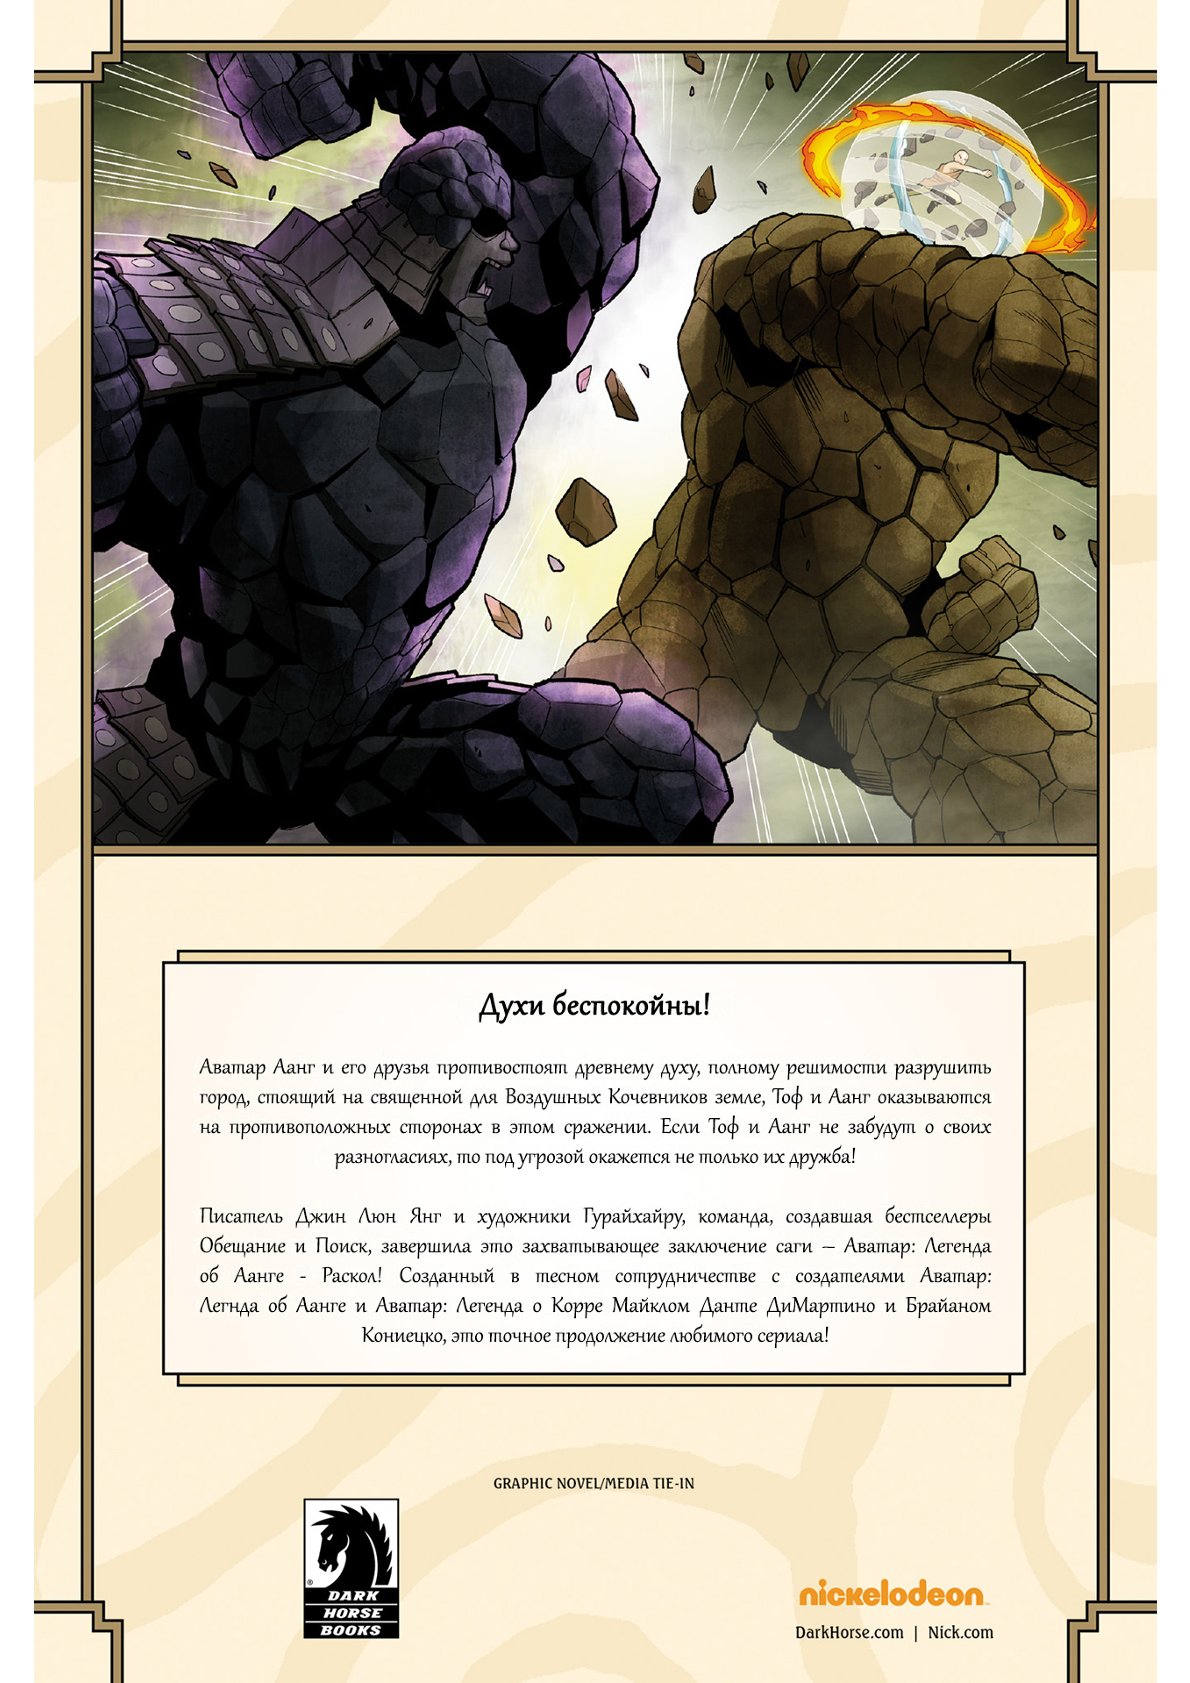 Духи беспокойны!
Аватар Аанг и его друзья противостоят древнему духу, полному решимости разрушить
город, стоящий на священной для Воздушных Кочевников земле, Тоф и Аанг оказываются
на противоположных сторонах в этом сражении. Если Тоф и Аанг не забудут о своих
разногласиях, то под угрозой окажется не только их дружба!
Писатель Джин Люн Янг и художники Гурайхайру, команда, создавшая бестселлеры
Обещание и Поиск, завершила это захватывающее заключение саги – Аватар: Легенда
об Аанге - Раскол! Созданный в тесном сотрудничестве с создателями Аватар:
Легнда об Аанге и Аватар: Легенда о Корре Майклом Данте ДиМартино и Брайаном
Кониецко, это точное продолжение любимого сериала!
GRAPHIC NOVEL/MEDIA TIE-IN
DARK
HORSE
BOOKS
nickelodeon
DarkHorse.com | Nick.com